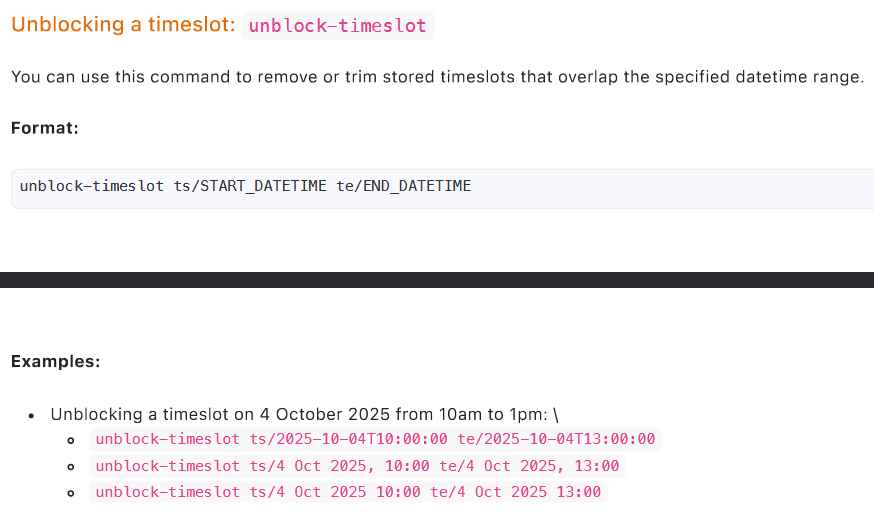 Unblocking a timeslot: unblock-timeslot
You can use this command to remove or trim stored timeslots that overlap the specified datetime range.
Format:
unblock-timeslot ts/START_DATETIME te/END_DATETIME
Examples:
• Unblocking a timeslot on 4 October 2025 from 10am to 1pm: \
unblock-timeslot ts/2025-10-04T10:00:00 te/2025-10-04T13:00:00
unblock-timeslot ts/4 Oct 2025, 10:00 te/4 Oct 2025, 13:00
unblock-timeslot ts/4 Oct 2025 10:00 te/4 Oct 2025 13:00